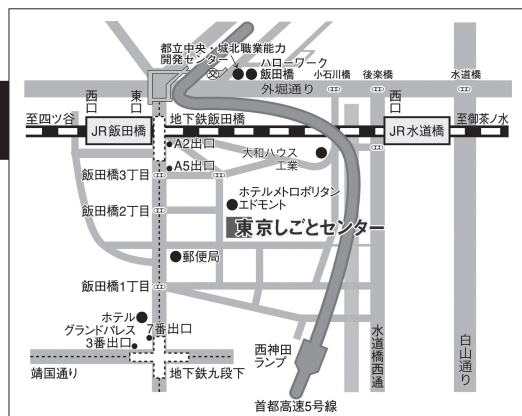 都立中央・城北職業能力
開発センター
ハローワーク
飯田橋
小石川橋
後楽橋
水道橋
外堀通り
西口
東口
西口
至四ツ谷
JR飯田橋
地下鉄飯田橋
JR水道橋
至御茶ノ水
A2出口
大和ハウス
工業
A5出口
飯田橋3丁目
ホテルメトロポリタン
エドモント
飯田橋2丁目
東京しごとセンター
郵便局
飯田橋1丁目
ホテル
グランドパレス
7番出口
3番出口
西神田
ランプ
水道橋西通
白山通り
靖国通り
地下鉄九段下
首都高速5号線